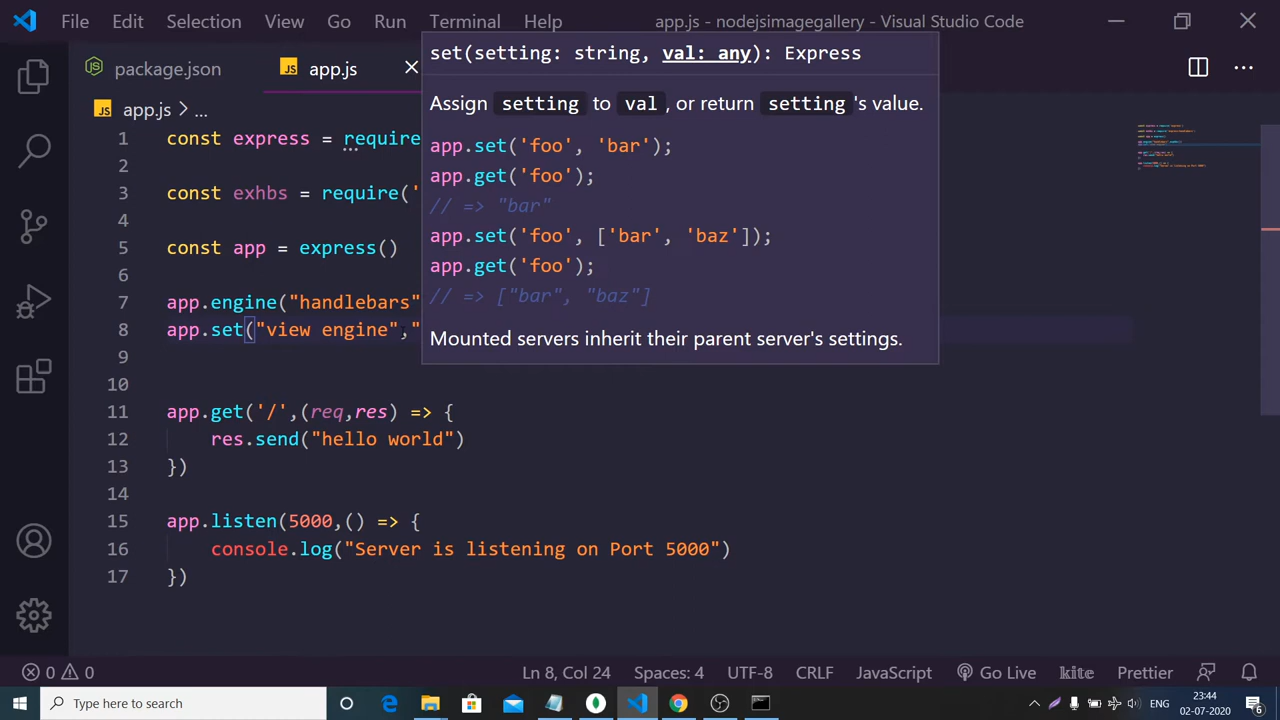 File Edit Selection View Go Run Terminal Help app.js - nodejsimagegallery - Visual Studio Code
package.json app.js
app.js > ...
set(setting: string, val: any): Express
Assign setting to val, or return setting's value.
app.set('foo', 'bar');
app.get('foo');
// => "bar"
app.set('foo', ['bar', 'baz']);
app.get('foo');
// => ["bar", "baz"]
Mounted servers inherit their parent server's settings.
1 const express = require
2
3 const exhbs = require('
4
5 const app = express()
6
7 app.engine("handlebars"
8 app.set("view engine","
9
10
11 app.get('/',(req,res) => {
12 res.send("hello world")
13 })
14
15 app.listen(5000,() => {
16 console.log("Server is listening on Port 5000")
17 })
0 0 Ln 8, Col 24 Spaces: 4 UTF-8 CRLF JavaScript Go Live kite Prettier
Type here to search ENG 23:44
02-07-2020 6